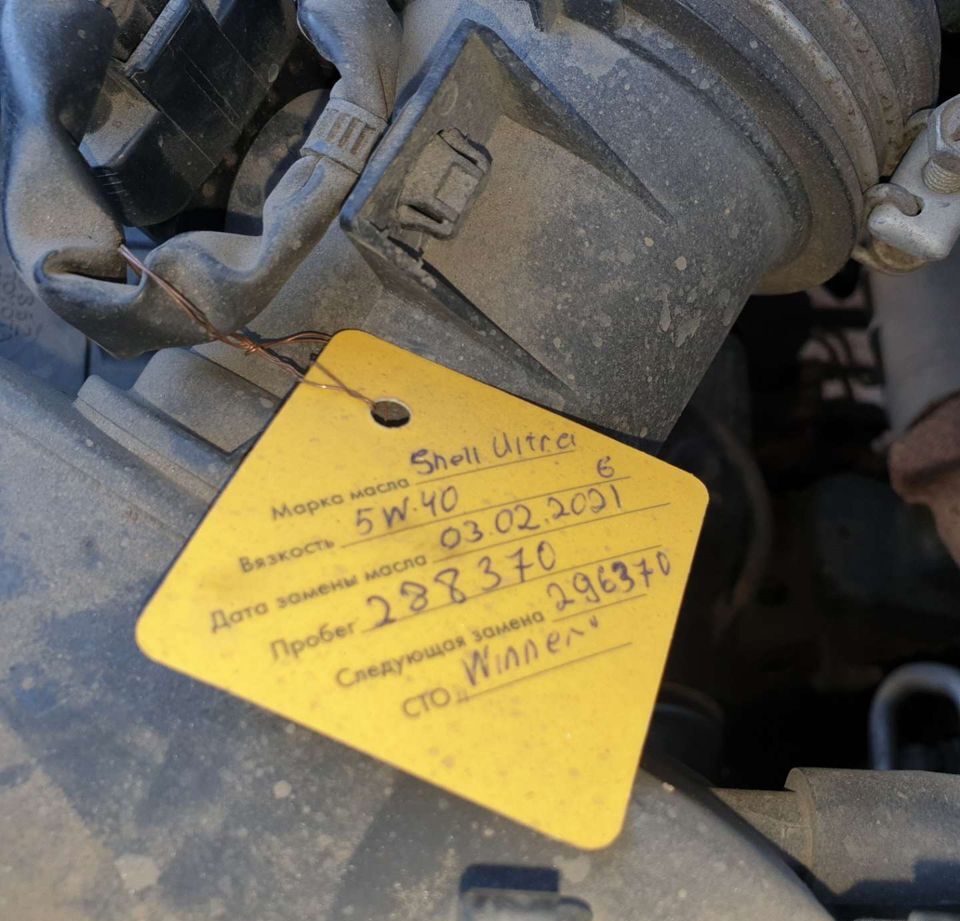 Марка масла Shell Ultra
Вязкость 5W-40 6
Дата замены масла 03.02.2021
Пробег 288370
Следующая замена 296370
СТО „Winner"